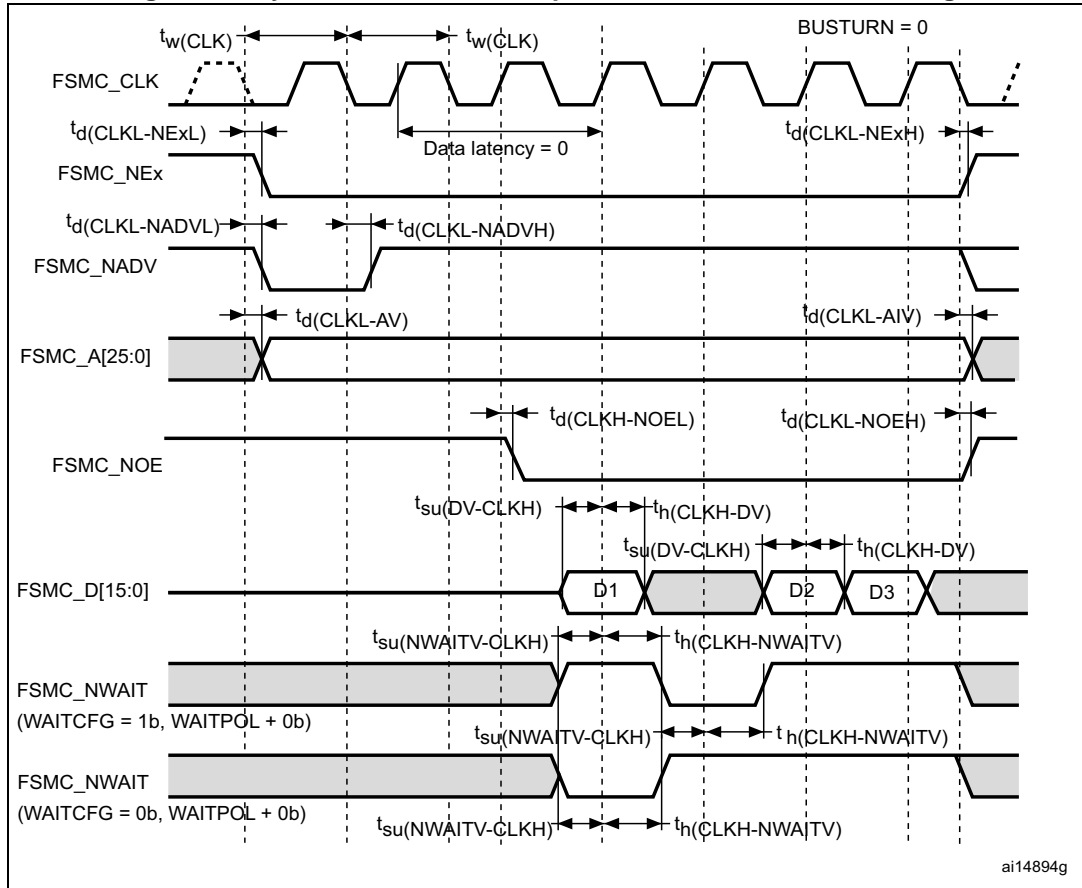 BUSTURN = 0
tw(CLK) tw(CLK)
FSMC_CLK
td(CLKL-NExL) Data latency = 0 td(CLKL-NExH)
FSMC_NEx
td(CLKL-NADVL) td(CLKL-NADVH)
FSMC_NADV
td(CLKL-AV) td(CLKL-AIV)
FSMC_A[25:0]
td(CLKH-NOEL) td(CLKL-NOEH)
FSMC_NOE
tsu(DV-CLKH) th(CLKH-DV)
tsu(DV-CLKH) th(CLKH-DV)
FSMC_D[15:0] D1 D2 D3
tsu(NWAITV-CLKH) th(CLKH-NWAITV)
FSMC_NWAIT
(WAITCFG = 1b, WAITPOL + 0b)
tsu(NWAITV-CLKH) th(CLKH-NWAITV)
FSMC_NWAIT
(WAITCFG = 0b, WAITPOL + 0b)
tsu(NWAITV-CLKH) th(CLKH-NWAITV)
ai14894g